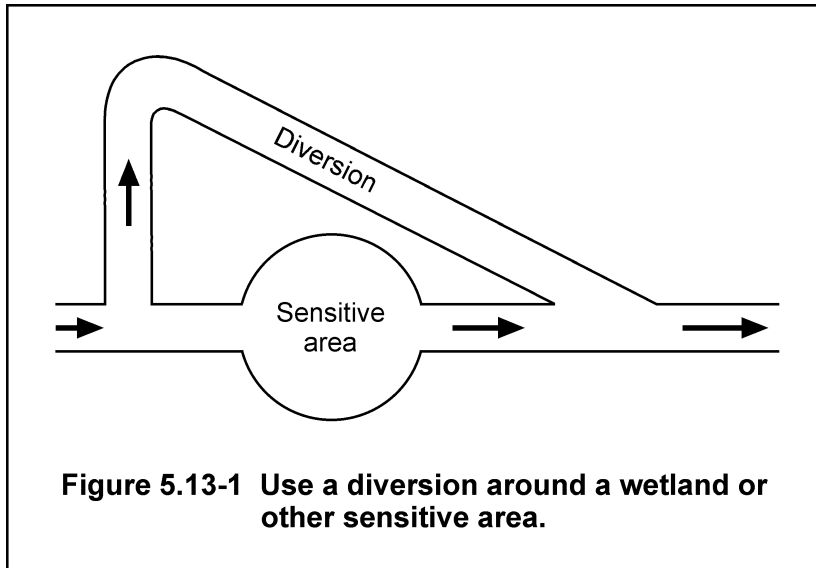 Diversion
Sensitive
area
Figure 5.13-1 Use a diversion around a wetland or
other sensitive area.